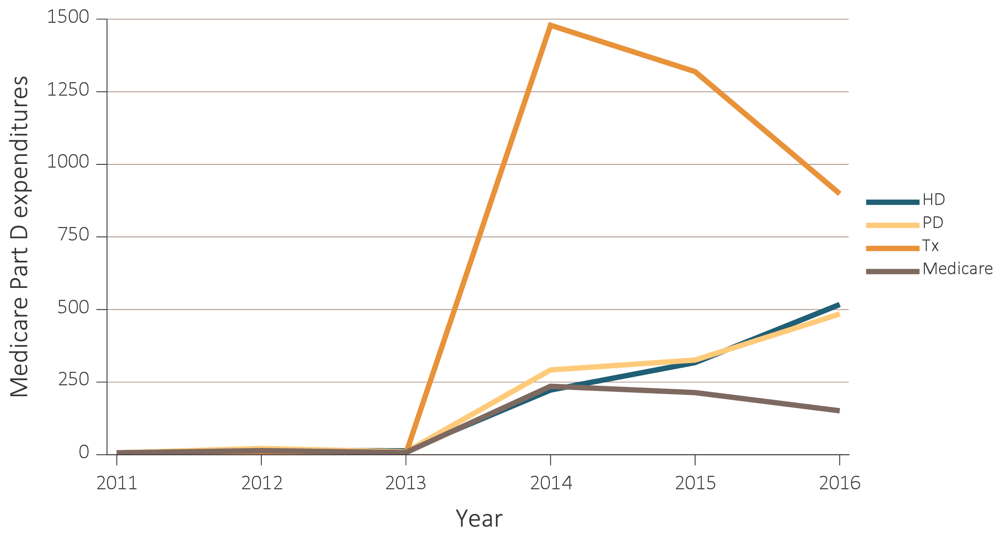 Medicare Part D expenditures
1500
1250
1000
750
500
250
0
2011 2012 2013 2014 2015 2016
Year
HD
PD
Tx
Medicare